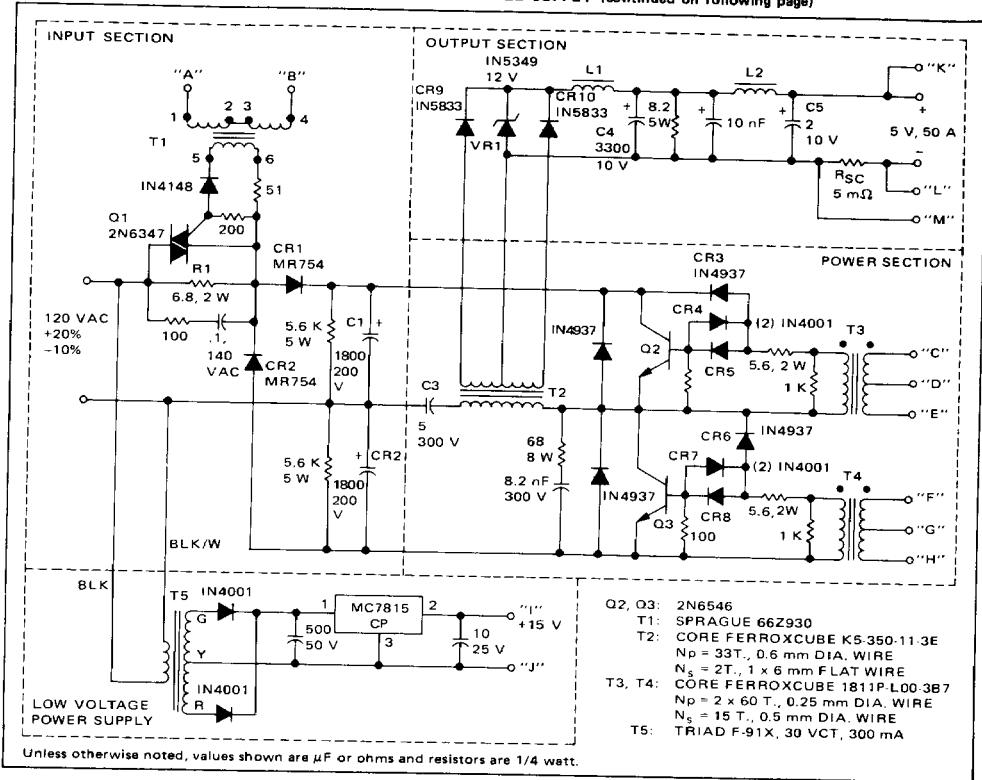 (continued on following page)
INPUT SECTION
"A"
"B"
1
2 3
4
T1
5
6
IN4148
51
200
Q1
2N6347
R1
6.8, 2 W
CR1
MR754
100
.1,
140
VAC
120 VAC
+20%
–10%
CR2
MR754
5.6 K
5 W
C1
+
1800
200
V
5.6 K
5 W
+
CR2
1800
200
V
BLK/W
BLK
OUTPUT SECTION
IN5349
12 V
CR9
IN5833
VR1
CR10
IN5833
L1
L2
+
C4
3300
10 V
8.2
5W
+
10 nF
+
C5
2
10 V
"K"
+
5 V, 50 A
–
RSC
5 mΩ
"L"
"M"
POWER SECTION
C3
5
300 V
T2
IN4937
68
8 W
8.2 nF
300 V
IN4937
CR3
IN4937
CR4
(2) IN4001
Q2
CR5
5.6, 2 W
1 K
T3
"C"
"D"
"E"
CR6
IN4937
CR7
(2) IN4001
Q3
100
CR8
5.6, 2W
1 K
T4
"F"
"G"
"H"
LOW VOLTAGE
POWER SUPPLY
T5
G
Y
R
IN4001
IN4001
500
50 V
1
MC7815
CP
2
3
10
25 V
"I"
+15 V
"J"
Q2, Q3: 2N6546
T1: SPRAGUE 66Z930
T2: CORE FERROXCUBE K5-350-11-3E
Np = 33T., 0.6 mm DIA. WIRE
Ns = 2T., 1 x 6 mm FLAT WIRE
T3, T4: CORE FERROXCUBE 1811P-L00-3B7
Np = 2 x 60 T., 0.25 mm DIA. WIRE
Ns = 15 T., 0.5 mm DIA. WIRE
T5: TRIAD F-91X, 30 VCT, 300 mA
Unless otherwise noted, values shown are µF or ohms and resistors are 1/4 watt.